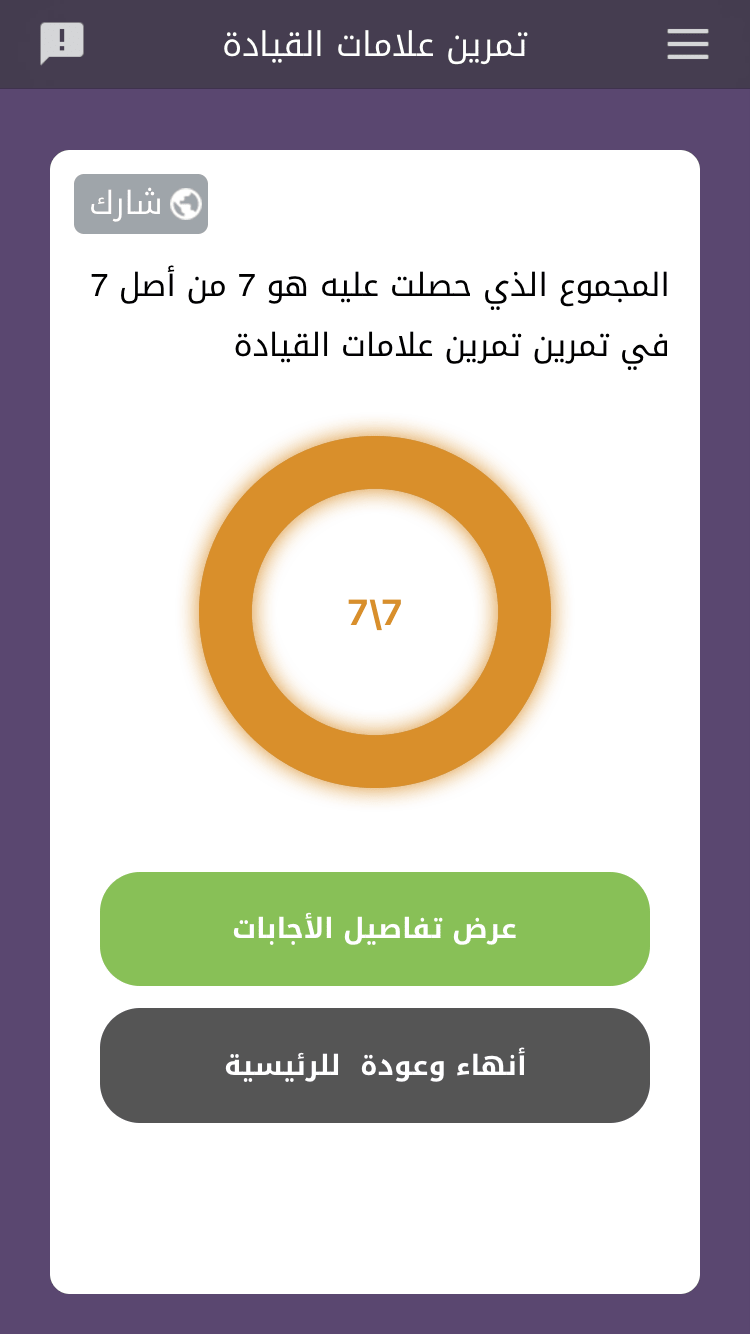 تمرين علامات القيادة
شارك
المجموع الذي حصلت عليه هو 7 من أصل 7
في تمرين تمرين علامات القيادة
7\7
عرض تفاصيل الأجابات
أنهاء وعودة للرئيسية